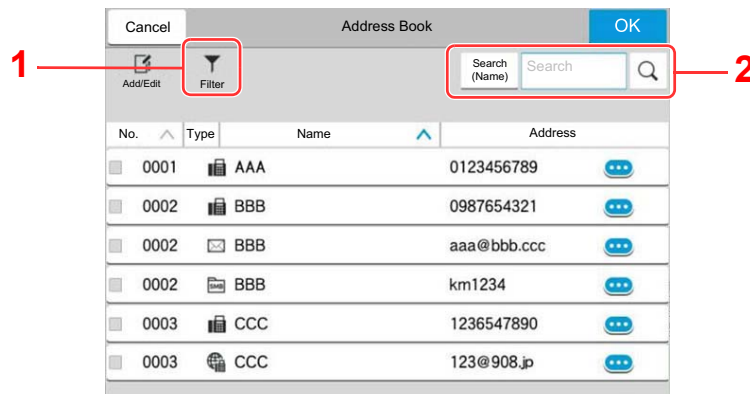 Cancel Address Book OK
1 Add/Edit Filter Search (Name) Search 2
No. Type Name Address
0001 AAA 0123456789
0002 BBB 0987654321
0002 BBB aaa@bbb.ccc
0002 SMB BBB km1234
0003 CCC 1236547890
0003 CCC 123@908.jp